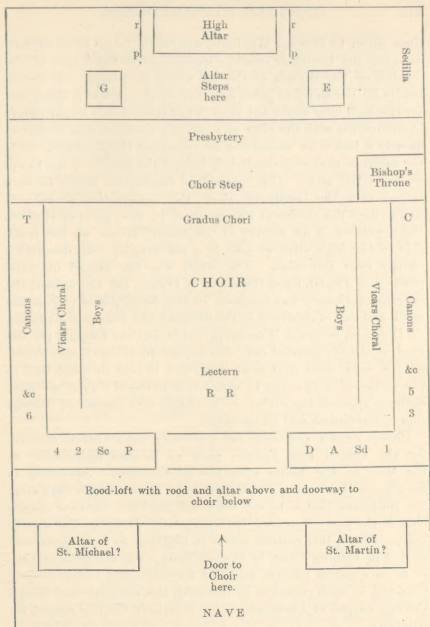 r
High
Altar
r
p
p
Sedilia
G
Altar
Steps
here
E
Presbytery
Choir Step
Bishop's
Throne
T
Gradus Chori
C
CHOIR
Canons
Vicars Choral
Boys
Boys
Vicars Choral
Canons
Lectern
&c
R R
&c
6
5
3
4 2 Sc P
D A Sd 1
Rood-loft with rood and altar above and doorway to
choir below
Altar of
St. Michael?
Altar of
St. Martin?
Door to
Choir
here.
NAVE